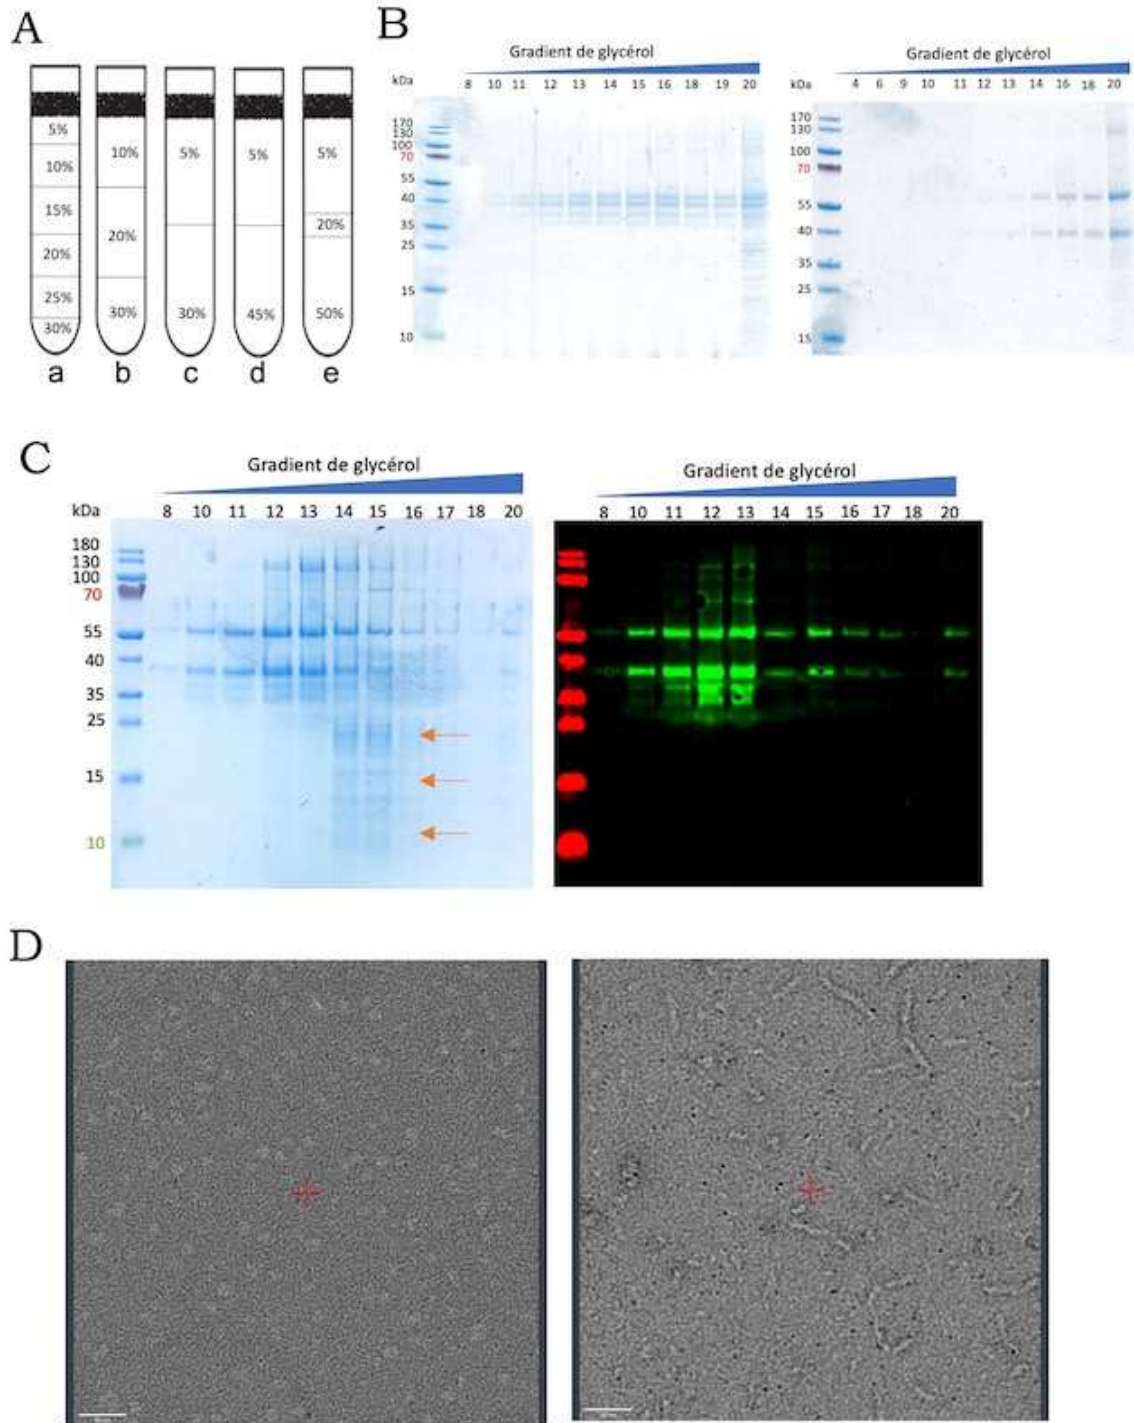 A
5% 10% 5% 5% 5%
10%
15% 20% 20%
20%
25% 30% 30% 45% 50%
30%
a b c d e
B
Gradient de glycérol
kDa 8 10 11 12 13 14 15 16 18 19 20
170
130
100
70
55
40
35
25
15
10
Gradient de glycérol
kDa 4 6 9 10 11 12 13 14 16 18 20
170
130
100
70
55
40
35
25
15
C
Gradient de glycérol
kDa 8 10 11 12 13 14 15 16 17 18 20
180
130
100
70
55
40
35
25
15
10
Gradient de glycérol
8 10 11 12 13 14 15 16 17 18 20
D